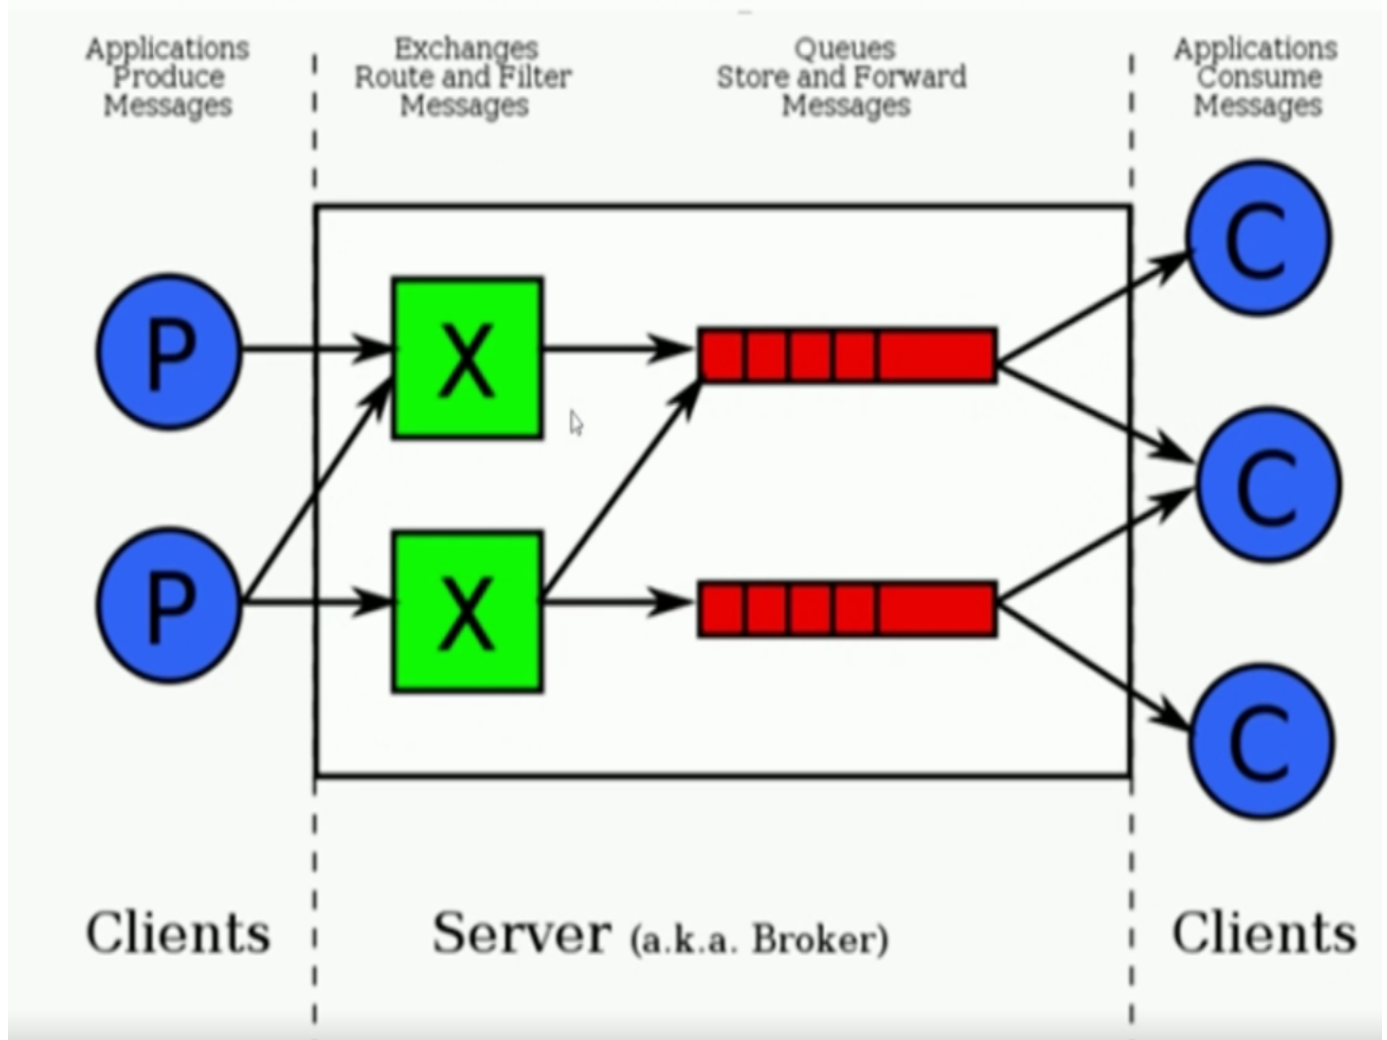 Applications
Produce
Messages
Exchanges
Route and Filter
Messages
Queues
Store and Forward
Messages
Applications
Consume
Messages
P
X
C
P
X
C
C
Clients
Server (a.k.a. Broker)
Clients